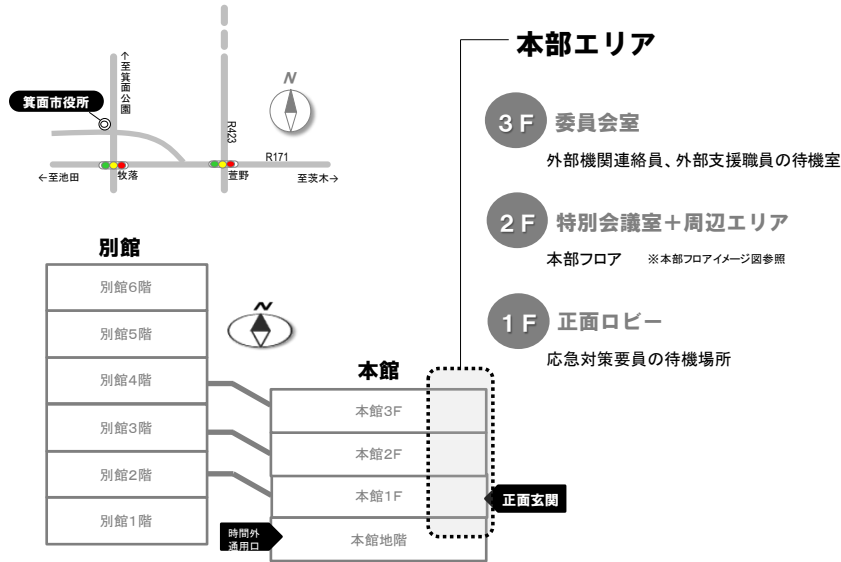 ↑至箕面公園
箕面市役所
N
R423
R171
←至池田
牧落
萱野
至茨木→
本部エリア
3F 委員会室
外部機関連絡員、外部支援職員の待機室
2F 特別会議室＋周辺エリア
本部フロア ※本部フロアイメージ図参照
1F 正面ロビー
応急対策要員の待機場所
別館
別館6階
別館5階
別館4階
別館3階
別館2階
別館1階
N
本館
本館3F
本館2F
本館1F
本館地階
正面玄関
時間外
通用口